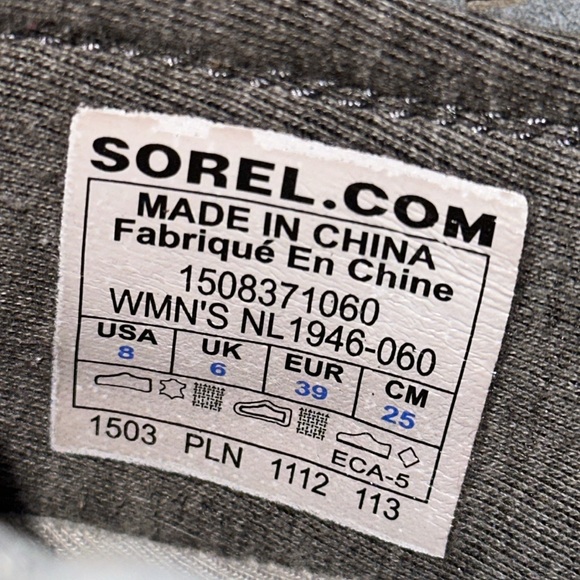 SOREL.COM
MADE IN CHINA
Fabriqué En Chine
1508371060
WMN'S NL1946-060
USA UK EUR CM
8 6 39 25
ECA-5
1503 PLN 1112 113